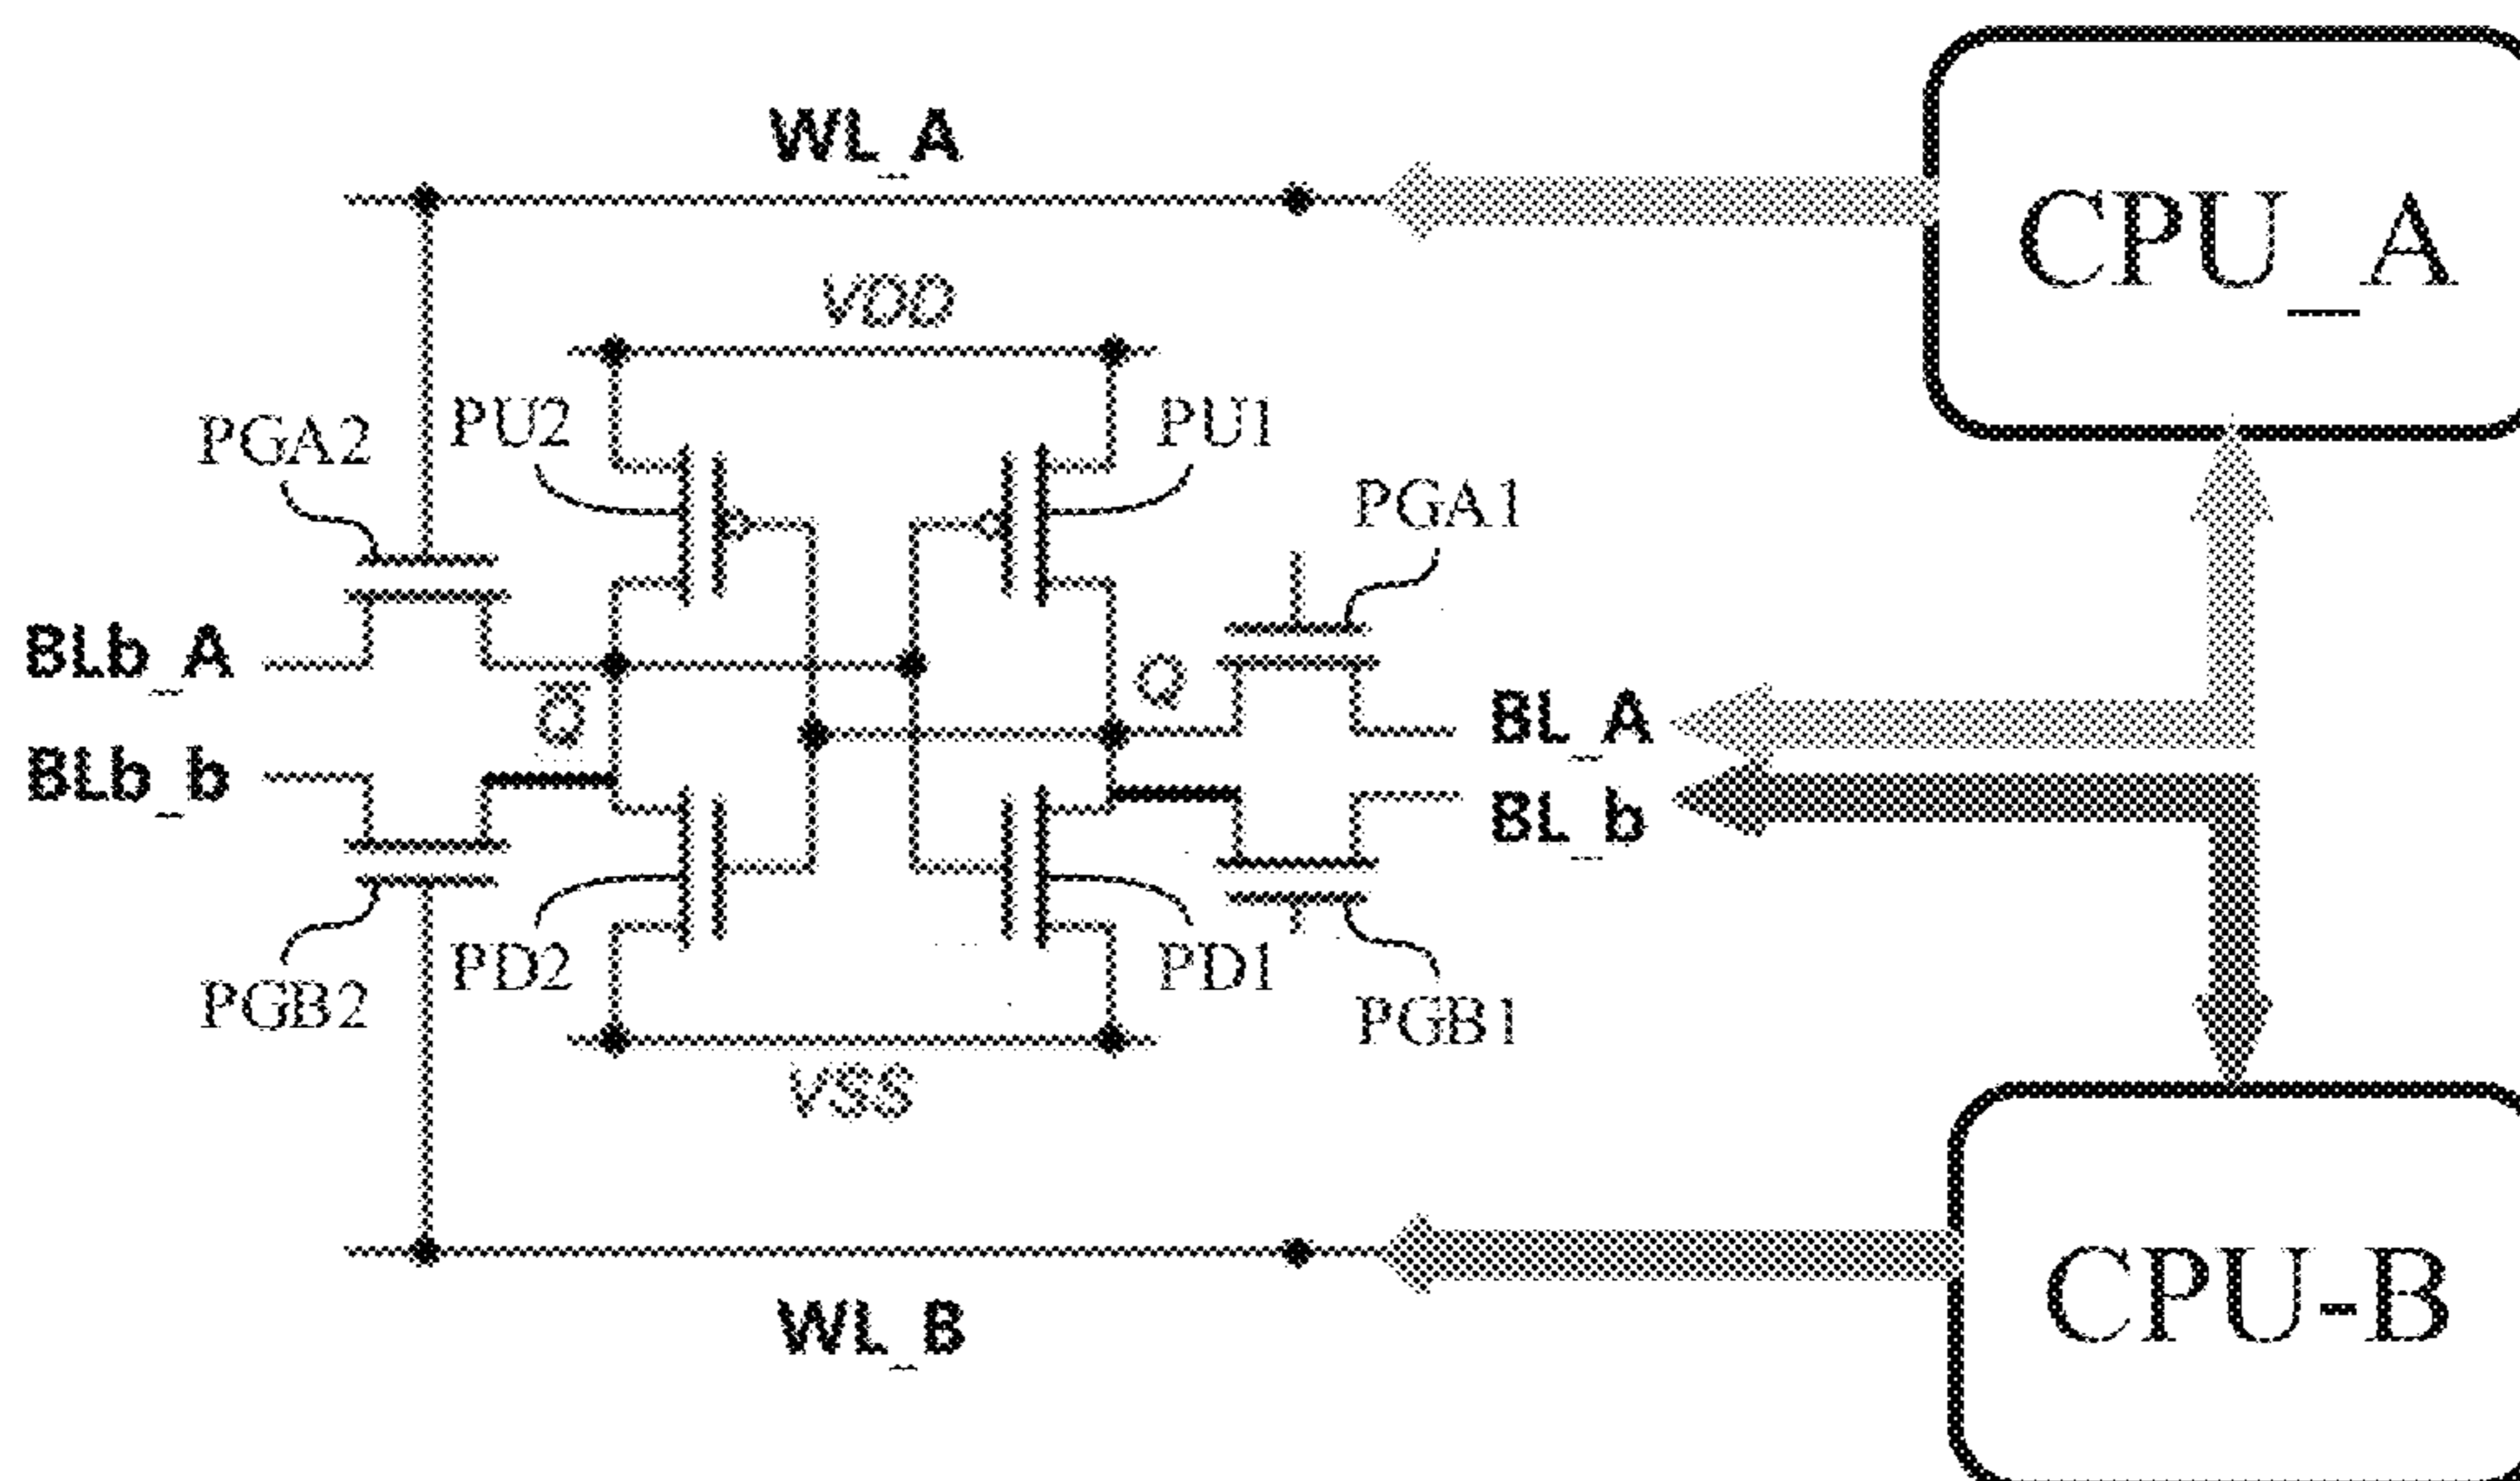 WL_A
CPU_A
VDD
PGA2
PU2
PU1
PGA1
BLb_A
Q
Q
BL_A
BLb_b
BL_b
PGB2
PD2
PD1
PGB1
VSS
WL_B
CPU-B